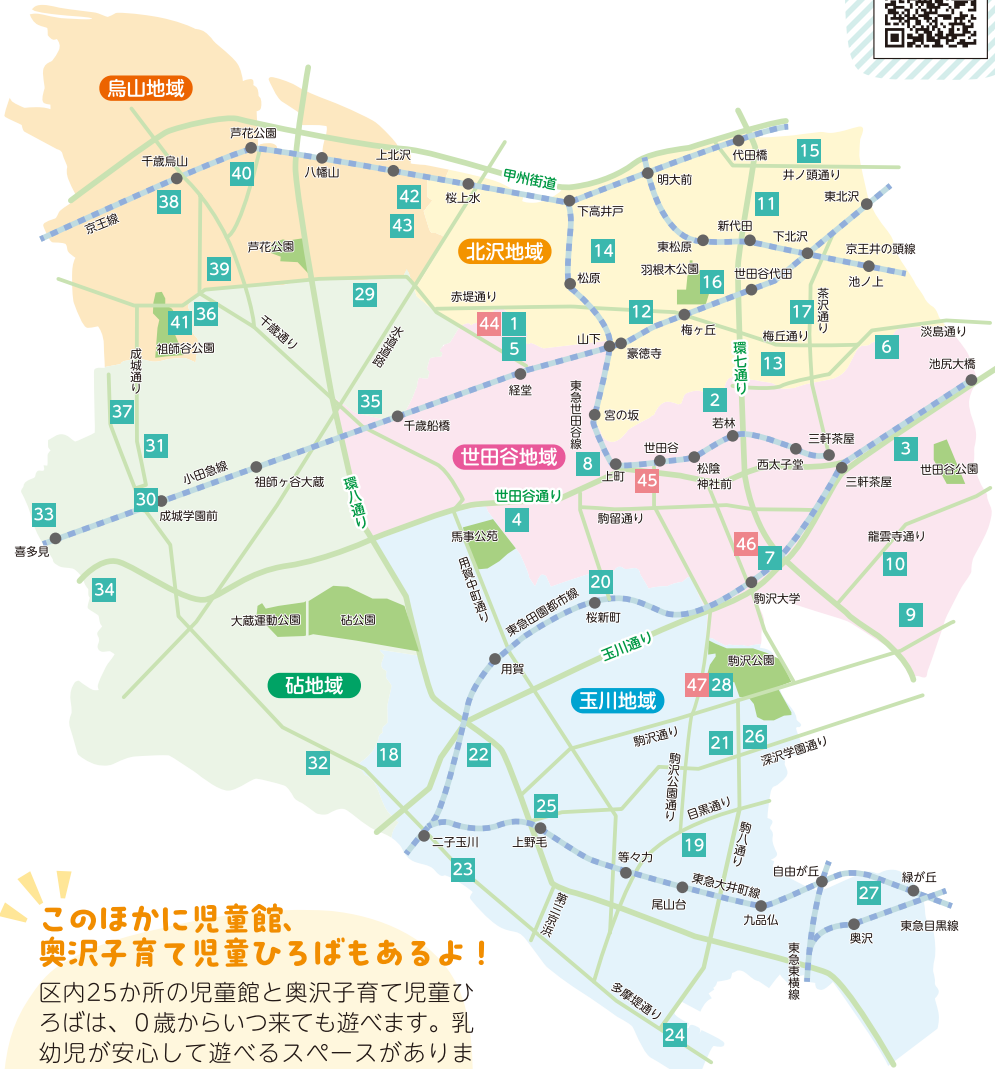 烏山地域
芦花公園
代田橋
15
千歳烏山
上北沢
八幡山
40
甲州街道
井ノ頭通り
明大前
38
42
桜上水
11
東北沢
京王線
下高井戸
43
新代田
下北沢
芦花公園
北沢地域
14
東松原
京王井の頭線
39
羽根木公園
世田谷代田
松原
16
池ノ上
29
赤堤通り
茶沢通り
36
41
44
1
12
17
千歳通り
水道道路
梅ヶ丘
淡島通り
祖師谷公園
5
山下
豪徳寺
梅丘通り
6
成城通り
環七通り
13
池尻大橋
経堂
35
東急世田谷線
2
37
宮の坂
千歳船橋
若林
31
世田谷
三軒茶屋
3
世田谷地域
8
上町
松陰
神社前
西太子堂
三軒茶屋
世田谷公園
小田急線
祖師ヶ谷大蔵
45
30
環八通り
世田谷通り
33
成城学園前
4
駒留通り
馬事公苑
46
龍雲寺通り
喜多見
7
10
34
用賀中町通り
20
駒沢大学
東急田園都市線
9
大蔵運動公園
砧公園
桜新町
玉川通り
用賀
駒沢公園
砧地域
47
28
玉川地域
駒沢通り
21
26
18
22
深沢学園通り
32
駒沢公園通り
目黒通り
25
二子玉川
上野毛
駒八通り
19
等々力
23
自由が丘
緑が丘
東急大井町線
27
尾山台
第三京浜
九品仏
奥沢
東急目黒線
東急東横線
多摩堤通り
24
このほかに児童館、
奥沢子育て児童ひろばもあるよ！
区内25か所の児童館と奥沢子育て児童ひ
ろばは、０歳からいつ来ても遊べます。乳
幼児が安心して遊べるスペースがありま